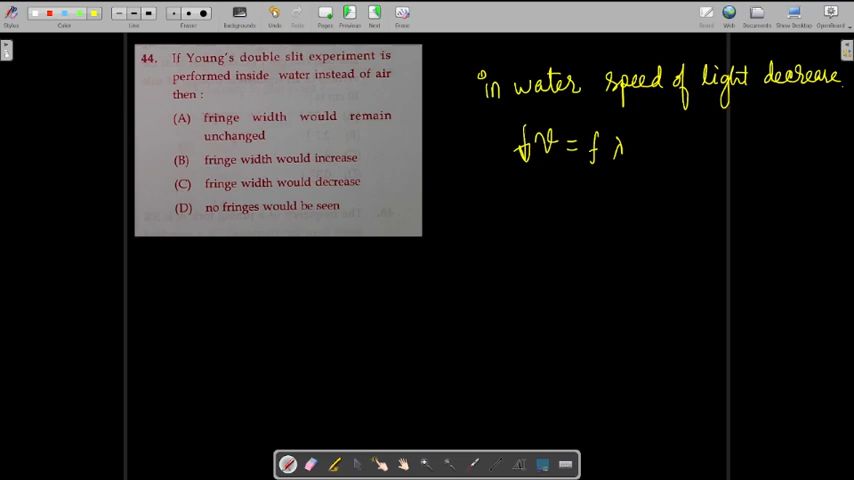 Stylus
Color
Line
Eraser
Backgrounds
Undo
Redo
Pages
Previous
Next
Erase
Board
Web
Documents
Show Desktop
OpenBoard
44. If Young's double slit experiment is
performed inside water instead of air
then :
(A) fringe width would remain
unchanged
(B) fringe width would increase
(C) fringe width would decrease
(D) no fringes would be seen
in water speed of light decrease.
v = f λ